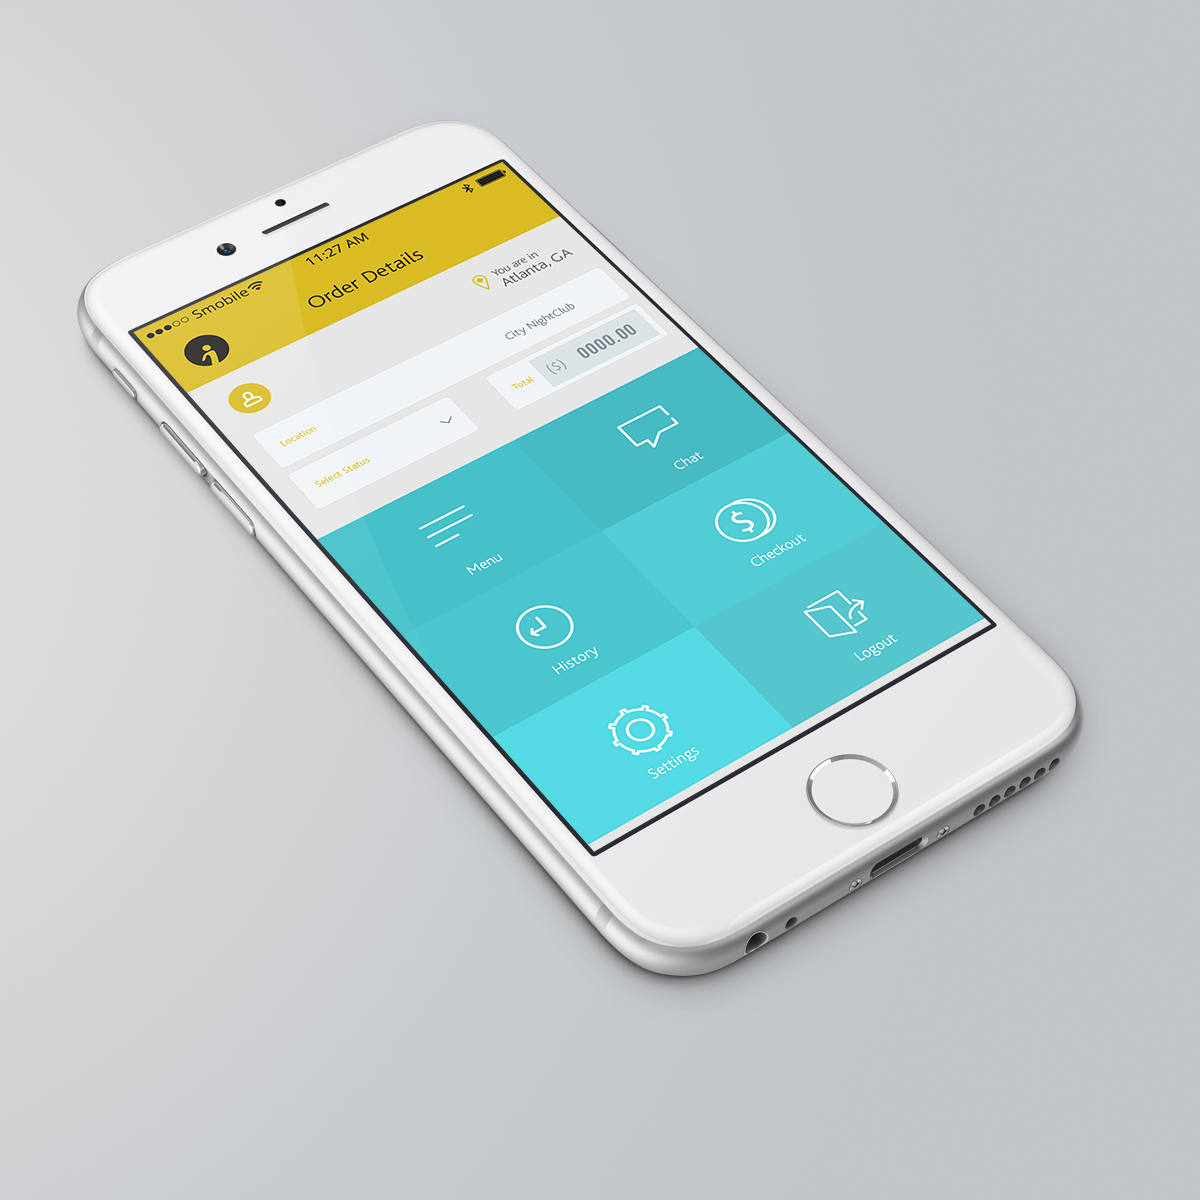 Smobile
11:27 AM
Order Details
You are in
Atlanta, GA
Location
City NightClub
Select Status
Total
($)
0000.00
Menu
Chat
History
Checkout
Settings
Logout